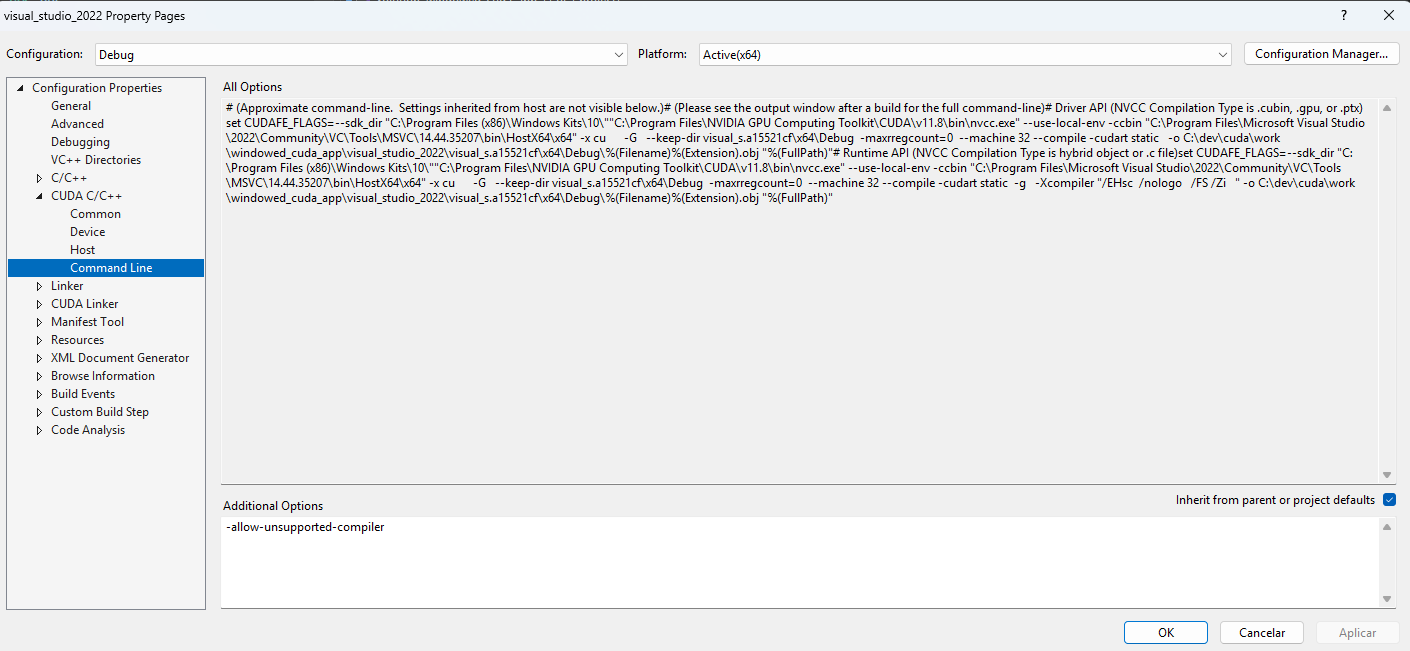 visual_studio_2022 Property Pages
?
Configuration: Debug Platform: Active(x64) Configuration Manager...
Configuration Properties
General
Advanced
Debugging
VC++ Directories
C/C++
CUDA C/C++
Common
Device
Host
Command Line
Linker
CUDA Linker
Manifest Tool
Resources
XML Document Generator
Browse Information
Build Events
Custom Build Step
Code Analysis
All Options
# (Approximate command-line.  Settings inherited from host are not visible below.)# (Please see the output window after a build for the full command-line)# Driver API (NVCC Compilation Type is .cubin, .gpu, or .ptx)
set CUDAFE_FLAGS=--sdk_dir "C:\Program Files (x86)\Windows Kits\10\""C:\Program Files\NVIDIA GPU Computing Toolkit\CUDA\v11.8\bin\nvcc.exe" --use-local-env -ccbin "C:\Program Files\Microsoft Visual Studio
\2022\Community\VC\Tools\MSVC\14.44.35207\bin\HostX64\x64" -x cu     -G   --keep-dir visual_s.a15521cf\x64\Debug  -maxrregcount=0  --machine 32 --compile -cudart static   -o C:\dev\cuda\work
\windowed_cuda_app\visual_studio_2022\visual_s.a15521cf\x64\Debug\%(Filename)%(Extension).obj "%(FullPath)"# Runtime API (NVCC Compilation Type is hybrid object or .c file)set CUDAFE_FLAGS=--sdk_dir "C:
\Program Files (x86)\Windows Kits\10\""C:\Program Files\NVIDIA GPU Computing Toolkit\CUDA\v11.8\bin\nvcc.exe" --use-local-env -ccbin "C:\Program Files\Microsoft Visual Studio\2022\Community\VC\Tools
\MSVC\14.44.35207\bin\HostX64\x64" -x cu     -G   --keep-dir visual_s.a15521cf\x64\Debug  -maxrregcount=0  --machine 32 --compile -cudart static  -g   -Xcompiler "/EHsc  /nologo   /FS /Zi   " -o C:\dev\cuda\work
\windowed_cuda_app\visual_studio_2022\visual_s.a15521cf\x64\Debug\%(Filename)%(Extension).obj "%(FullPath)"
Additional Options
Inherit from parent or project defaults
-allow-unsupported-compiler
OK Cancelar Aplicar